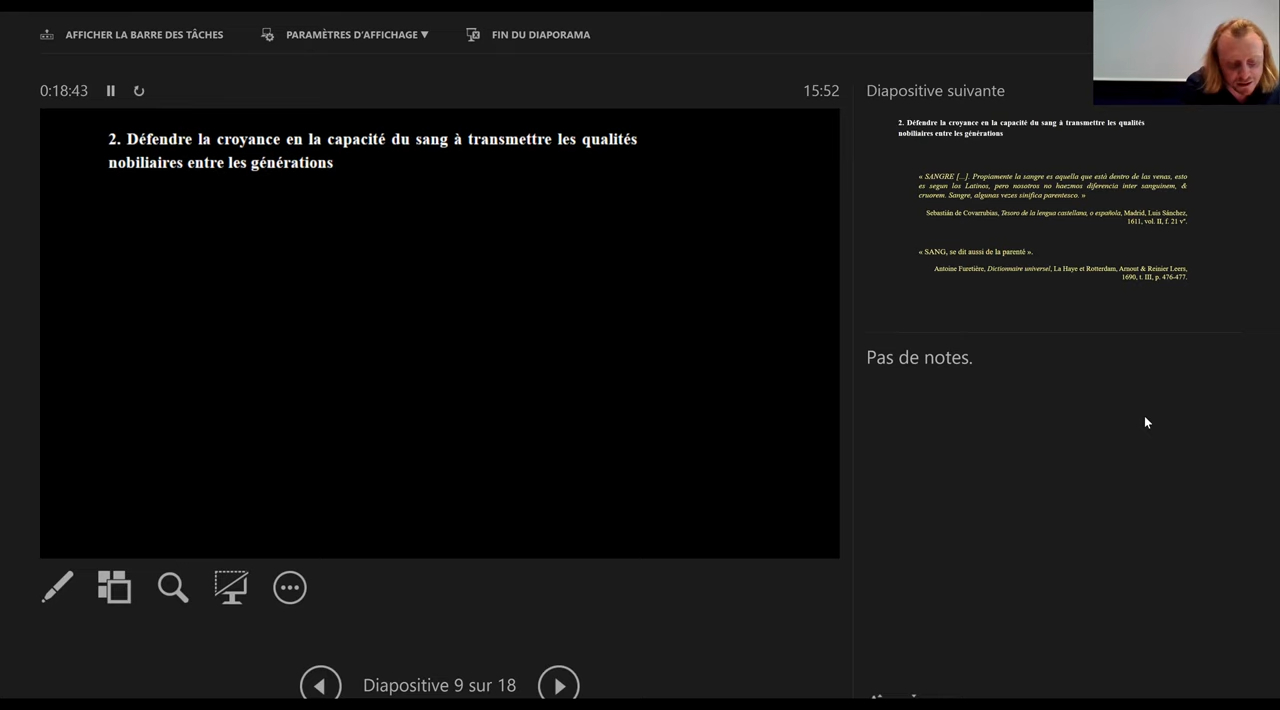 AFFICHER LA BARRE DES TÂCHES
PARAMÈTRES D'AFFICHAGE ▼
FIN DU DIAPORAMA
0:18:43
15:52
2. Défendre la croyance en la capacité du sang à transmettre les qualités
nobiliaires entre les générations
Diapositive 9 sur 18
Diapositive suivante
2. Défendre la croyance en la capacité du sang à transmettre les qualités
nobiliaires entre les générations
« SANGRE [...]. Propiamente la sangre es aquella que está dentro de las venas, esto
es segun los Latinos, pero nosotros no haezmos diferencia inter sanguinem, &
cruorem. Sangre, algunas vezes sinifica parentesco. »
Sebastián de Covarrubias, Tesoro de la lengua castellana, o española, Madrid, Luis Sánchez,
1611, vol. II, f. 21 vº.
« SANG, se dit aussi de la parenté ».
Antoine Furetière, Dictionnaire universel, La Haye et Rotterdam, Arnout & Reinier Leers,
1690, t. III, p. 476-477.
Pas de notes.